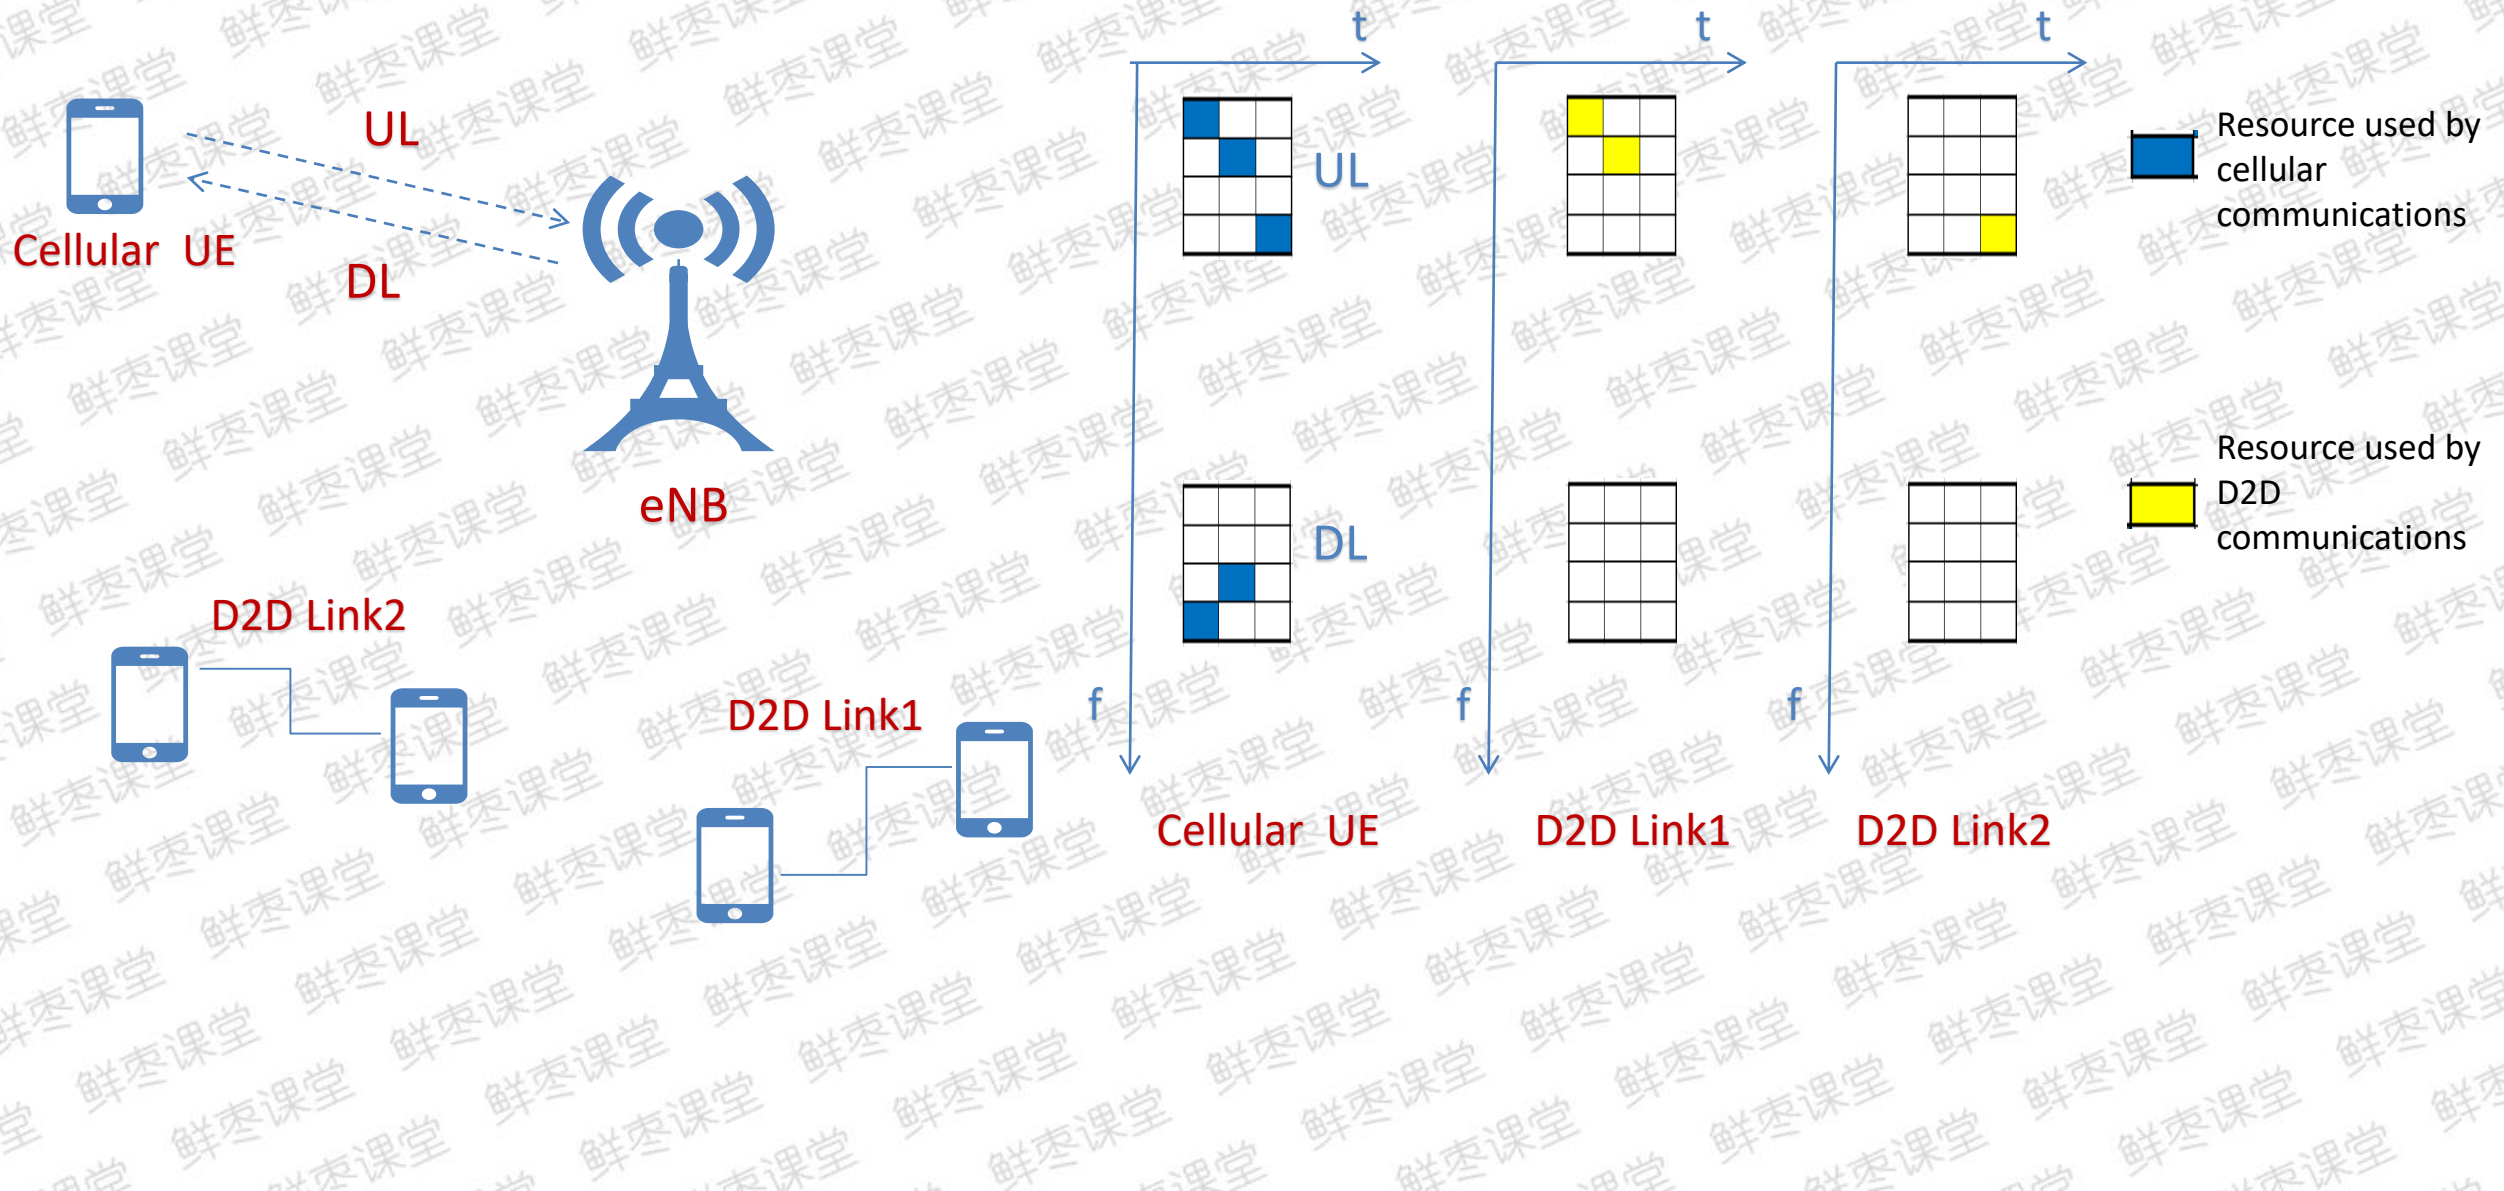 t
t
t
UL
Cellular UE
DL
eNB
UL
DL
Resource used by
cellular
communications
Resource used by
D2D
communications
D2D Link2
D2D Link1
f
f
f
Cellular UE
D2D Link1
D2D Link2
鲜枣课堂